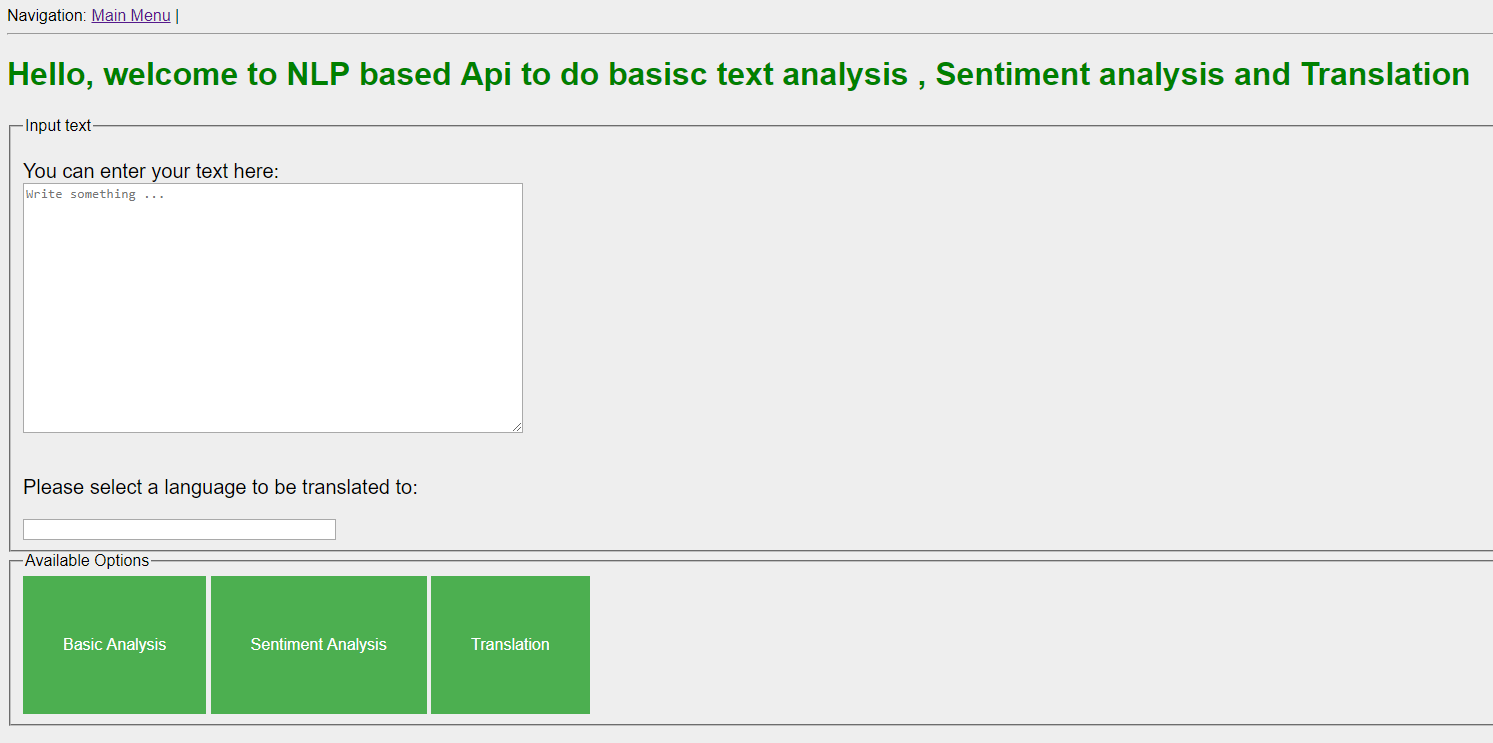 Navigation: Main Menu |
Hello, welcome to NLP based Api to do basisc text analysis , Sentiment analysis and Translation
Input text
You can enter your text here:
Write something ...
Please select a language to be translated to:
Available Options
Basic Analysis Sentiment Analysis Translation